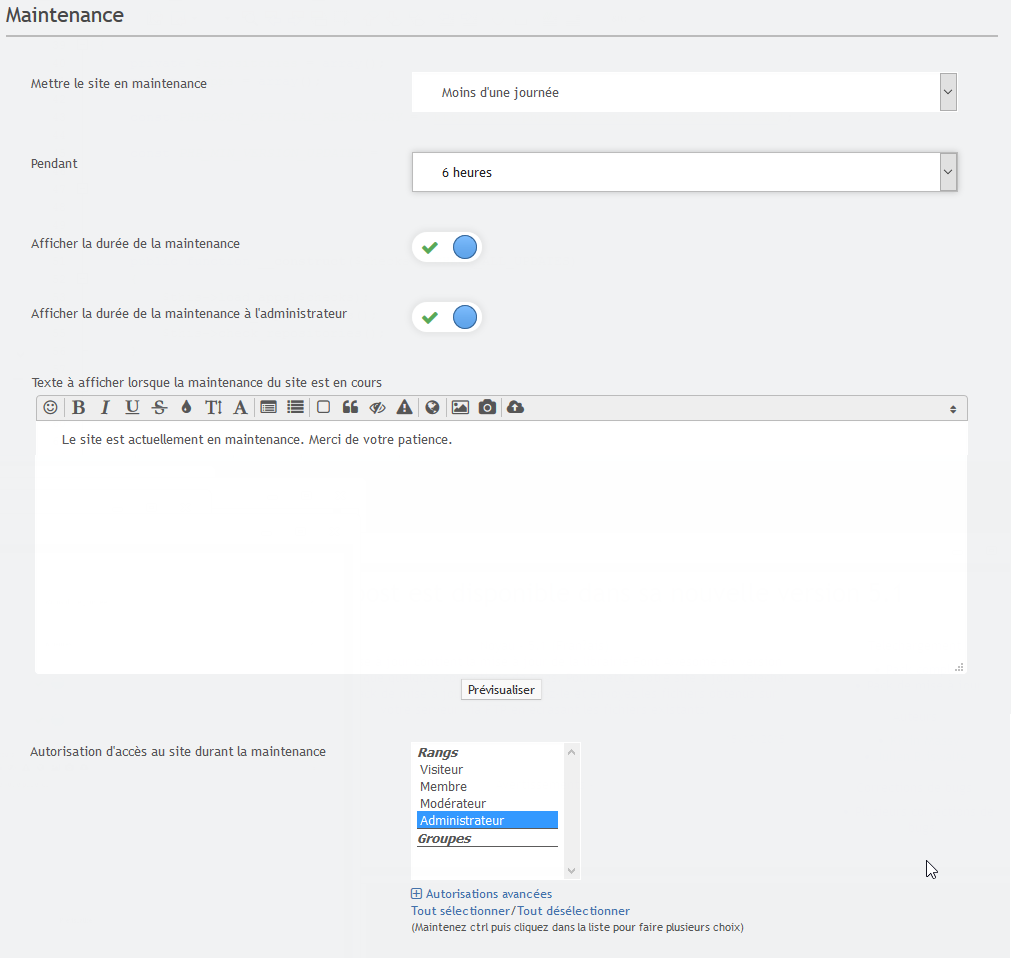 Maintenance
Mettre le site en maintenance
Moins d'une journée
Pendant
6 heures
Afficher la durée de la maintenance
Afficher la durée de la maintenance à l'administrateur
Texte à afficher lorsque la maintenance du site est en cours
B I U S T A
Le site est actuellement en maintenance. Merci de votre patience.
Prévisualiser
Autorisation d'accès au site durant la maintenance
Rangs
Visiteur
Membre
Modérateur
Administrateur
Groupes
Autorisations avancées
Tout sélectionner/Tout désélectionner
(Maintenez ctrl puis cliquez dans la liste pour faire plusieurs choix)